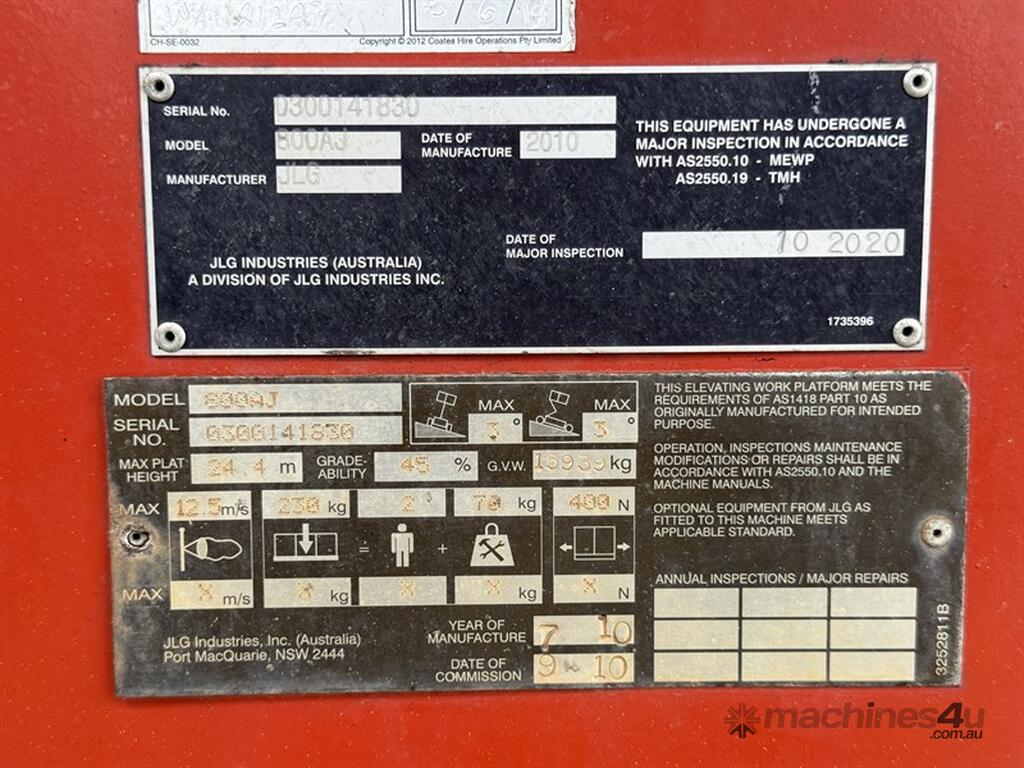 CH-SE-0032
Copyright © 2012 Coates Hire Operations Pty Limited
SERIAL No. 0300141830
MODEL 800AJ DATE OF MANUFACTURE 2010
MANUFACTURER JLG
THIS EQUIPMENT HAS UNDERGONE A
MAJOR INSPECTION IN ACCORDANCE
WITH AS2550.10 - MEWP
AS2550.19 - TMH
DATE OF
MAJOR INSPECTION 10 2020
JLG INDUSTRIES (AUSTRALIA)
A DIVISION OF JLG INDUSTRIES INC.
1735396
MODEL 800AJ
SERIAL
NO. 0300141830
MAX 3°
MAX 3°
MAX PLAT
HEIGHT 24.4 m
GRADE-
ABILITY 45 %
G.V.W. 15939 kg
MAX 12.5 m/s 230 kg 2 70 kg 400 N
= +
MAX X m/s X kg X X kg X N
JLG Industries, Inc. (Australia)
Port MacQuarie, NSW 2444
YEAR OF
MANUFACTURE 7 10
DATE OF
COMMISSION 9 10
THIS ELEVATING WORK PLATFORM MEETS THE
REQUIREMENTS OF AS1418 PART 10 AS
ORIGINALLY MANUFACTURED FOR INTENDED
PURPOSE.
OPERATION, INSPECTIONS MAINTENANCE
MODIFICATIONS OR REPAIRS SHALL BE IN
ACCORDANCE WITH AS2550.10 AND THE
MACHINE MANUALS.
OPTIONAL EQUIPMENT FROM JLG AS
FITTED TO THIS MACHINE MEETS
APPLICABLE STANDARD.
ANNUAL INSPECTIONS / MAJOR REPAIRS
3252811B
machines4u
.com.au